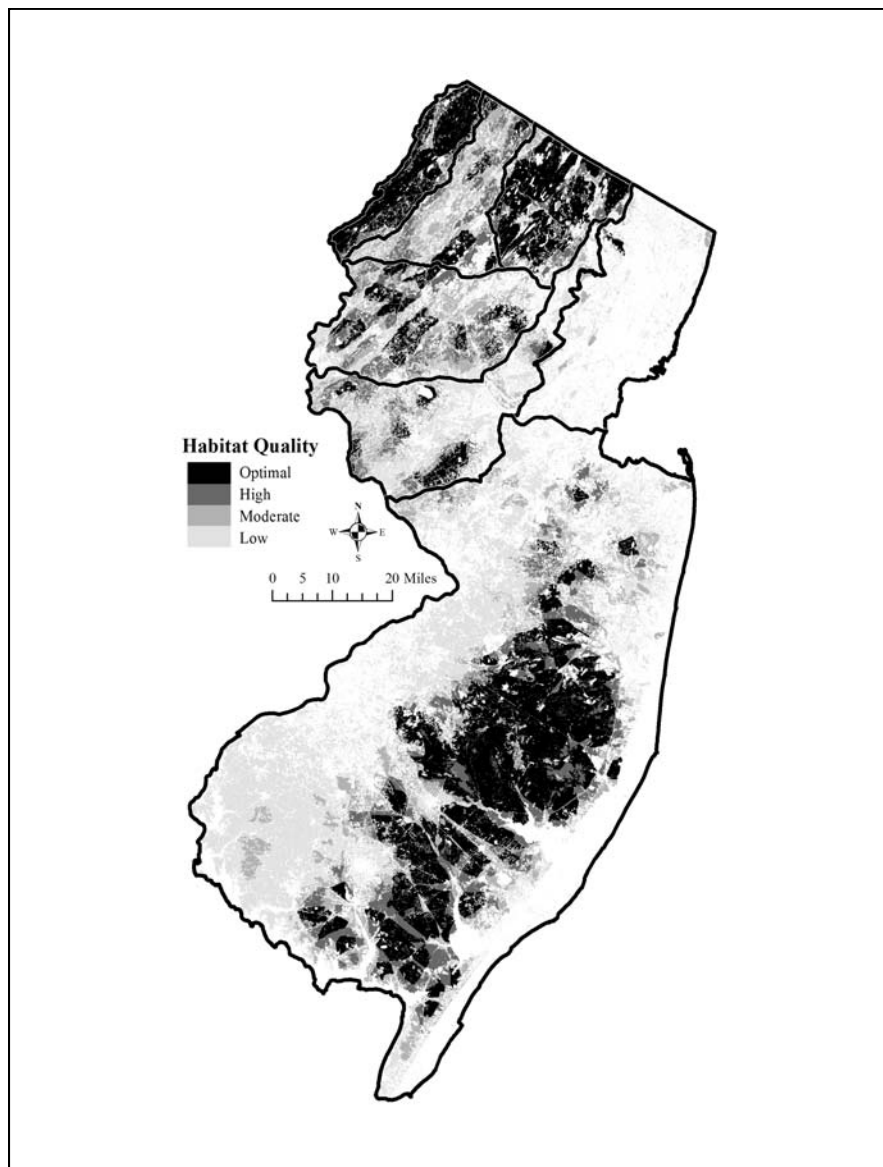 Habitat Quality
Optimal
High
Moderate
Low
N
W E
S
0 5 10 20 Miles